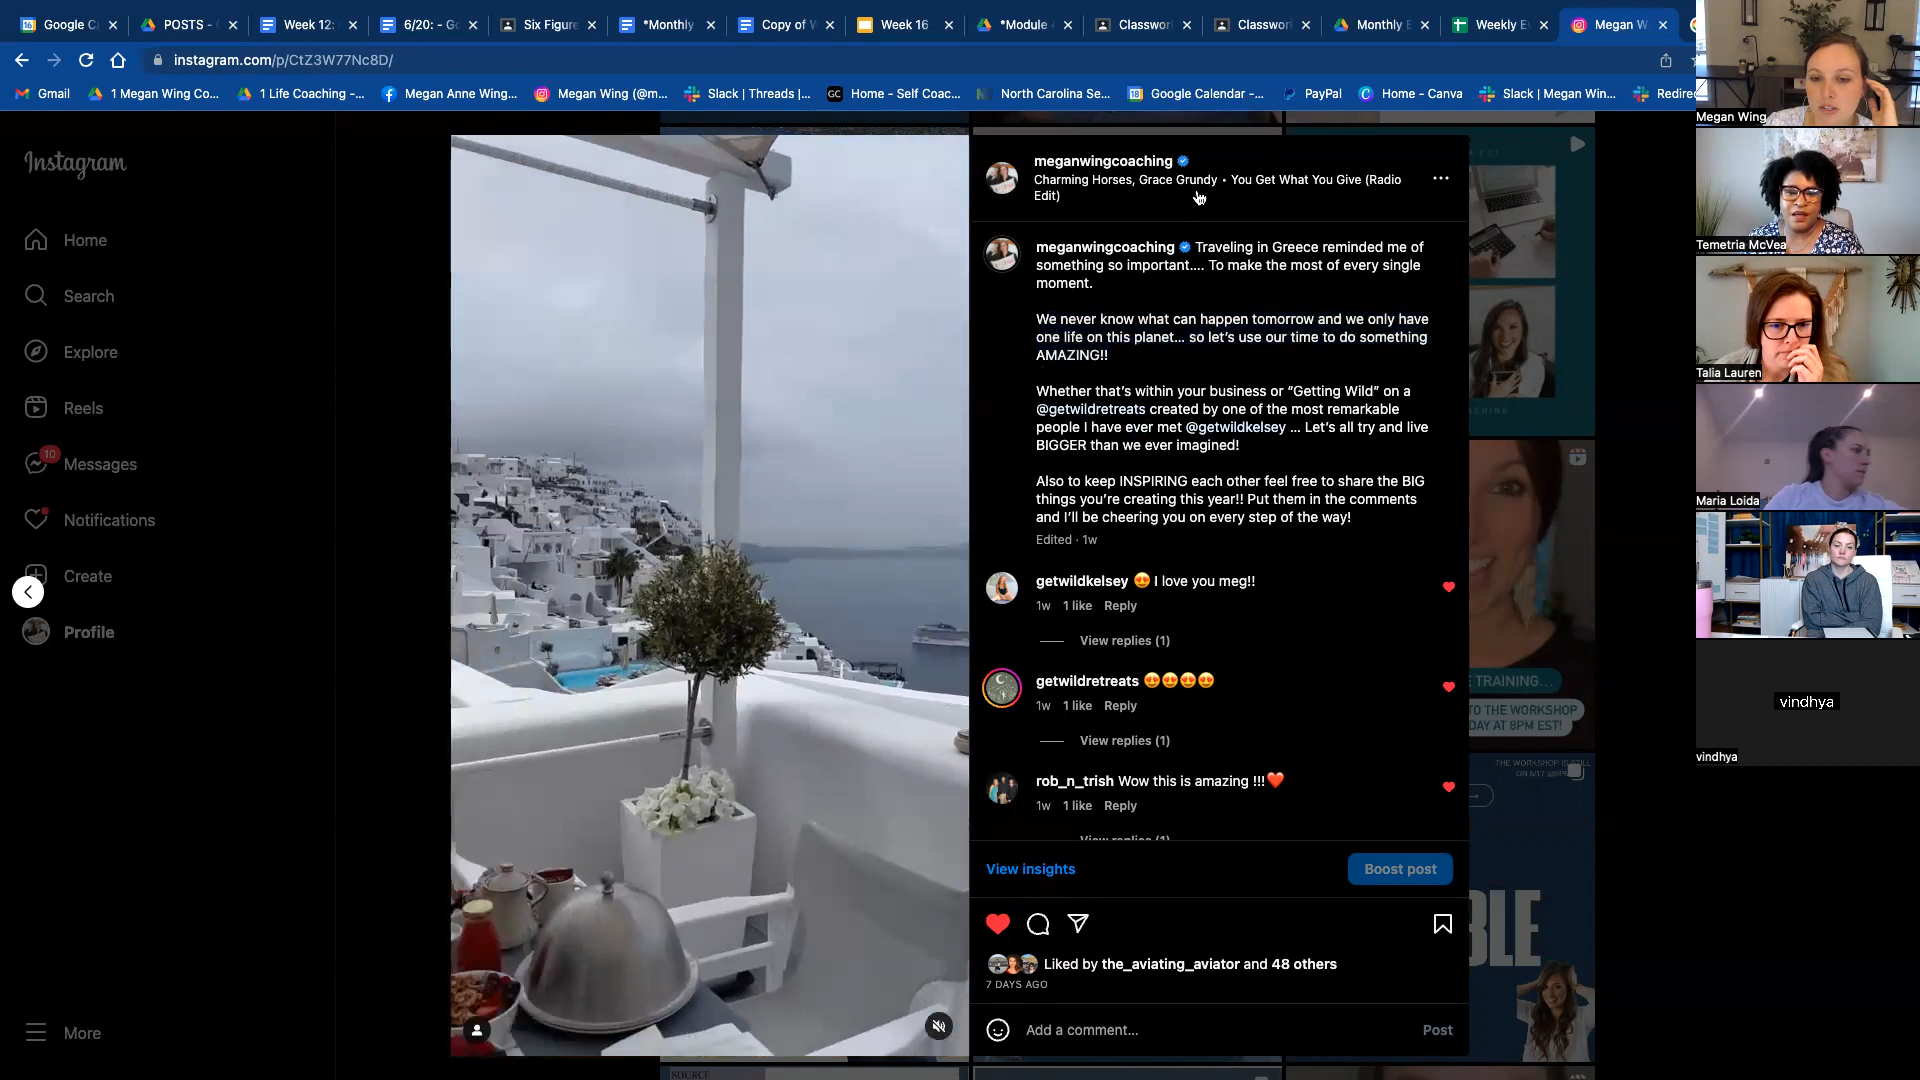 Google C
POSTS -
Week 12:
6/20: - Go
Six Figure
*Monthly
Copy of W
Week 16
*Module
Classwor
Classwor
Monthly E
Weekly Ev
Megan W
instagram.com/p/CtZ3W77Nc8D/
Gmail
1 Megan Wing Co...
1 Life Coaching -...
Megan Anne Wing...
Megan Wing (@m...
Slack | Threads |...
Home - Self Coac...
North Carolina Se...
Google Calendar -...
PayPal
Home - Canva
Slack | Megan Win...
Redirec
Instagram
Home
Search
Explore
Reels
10
Messages
Notifications
Create
Profile
More
meganwingcoaching
Charming Horses, Grace Grundy • You Get What You Give (Radio
Edit)
meganwingcoaching Traveling in Greece reminded me of
something so important.... To make the most of every single
moment.
We never know what can happen tomorrow and we only have
one life on this planet... so let's use our time to do something
AMAZING!!
Whether that's within your business or “Getting Wild” on a
@getwildretreats created by one of the most remarkable
people I have ever met @getwildkelsey ... Let's all try and live
BIGGER than we ever imagined!
Also to keep INSPIRING each other feel free to share the BIG
things you're creating this year!! Put them in the comments
and I'll be cheering you on every step of the way!
Edited · 1w
getwildkelsey 😍 I love you meg!!
1w 1 like Reply
View replies (1)
getwildretreats 😍😍😍😍
1w 1 like Reply
View replies (1)
rob_n_trish Wow this is amazing !!!❤️
1w 1 like Reply
View replies (1)
View insights
Boost post
Liked by the_aviating_aviator and 48 others
7 DAYS AGO
Add a comment...
Post
E TRAINING...
TO THE WORKSHOP
DAY AT 8PM EST!
THE WORKSHOP IS STILL
BLE
SOURCE
Megan Wing
Temetria McVea
Talia Lauren
Maria Loida
vindhya
vindhya